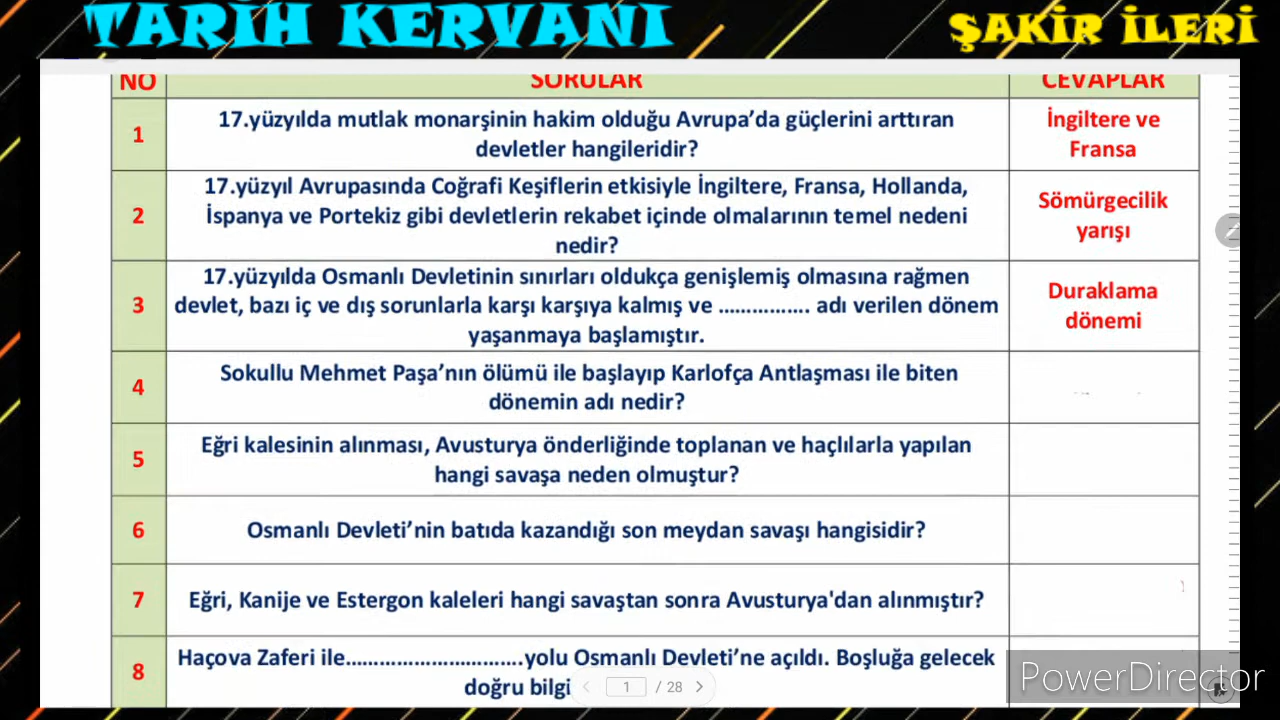 TARİH KERVANI
ŞAKİR İLERİ
NO
SORULAR
CEVAPLAR
1
17.yüzyılda mutlak monarşinin hakim olduğu Avrupa’da güçlerini arttıran
devletler hangileridir?
İngiltere ve
Fransa
2
17.yüzyıl Avrupasında Coğrafi Keşiflerin etkisiyle İngiltere, Fransa, Hollanda,
İspanya ve Portekiz gibi devletlerin rekabet içinde olmalarının temel nedeni
nedir?
Sömürgecilik
yarışı
3
17.yüzyılda Osmanlı Devletinin sınırları oldukça genişlemiş olmasına rağmen
devlet, bazı iç ve dış sorunlarla karşı karşıya kalmış ve ……………. adı verilen dönem
yaşanmaya başlamıştır.
Duraklama
dönemi
4
Sokullu Mehmet Paşa’nın ölümü ile başlayıp Karlofça Antlaşması ile biten
dönemin adı nedir?
5
Eğri kalesinin alınması, Avusturya önderliğinde toplanan ve haçlılarla yapılan
hangi savaşa neden olmuştur?
6
Osmanlı Devleti’nin batıda kazandığı son meydan savaşı hangisidir?
7
Eğri, Kanije ve Estergon kaleleri hangi savaştan sonra Avusturya'dan alınmıştır?
8
Haçova Zaferi ile………………………….yolu Osmanlı Devleti’ne açıldı. Boşluğa gelecek
doğru bilgi
1 / 28
PowerDirector